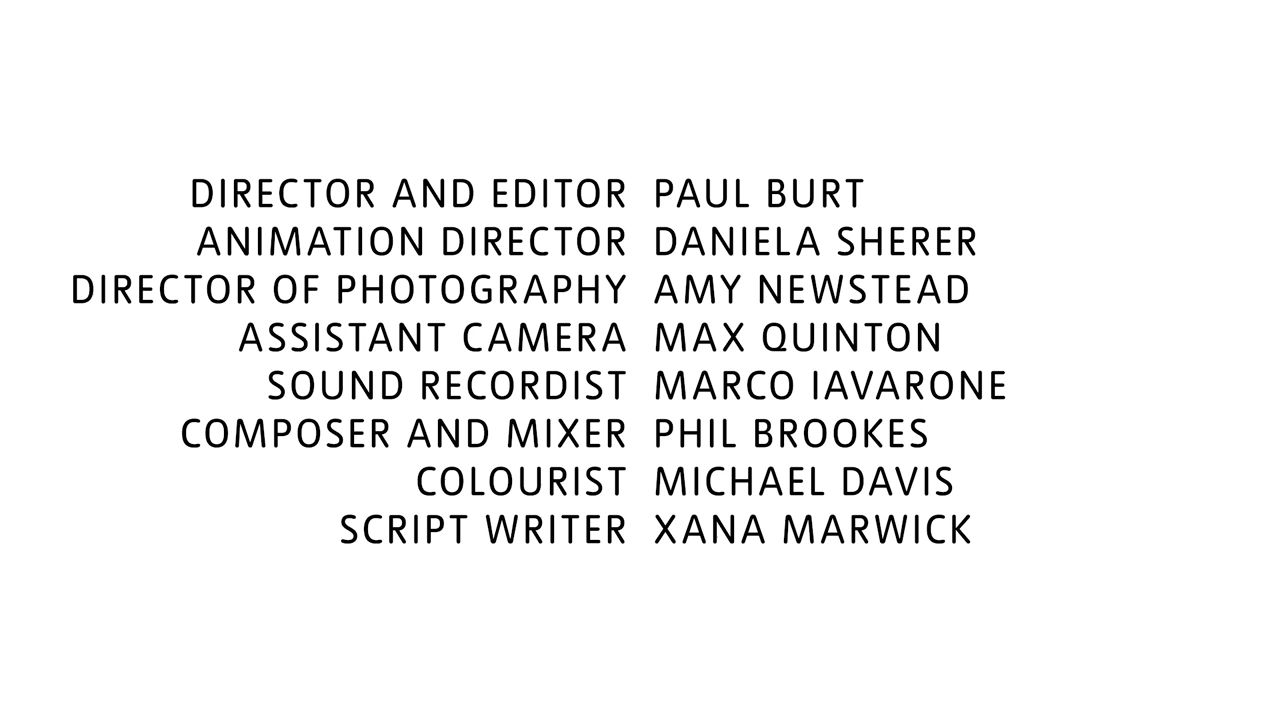 DIRECTOR AND EDITOR PAUL BURT
ANIMATION DIRECTOR DANIELA SHERER
DIRECTOR OF PHOTOGRAPHY AMY NEWSTEAD
ASSISTANT CAMERA MAX QUINTON
SOUND RECORDIST MARCO IAVARONE
COMPOSER AND MIXER PHIL BROOKES
COLOURIST MICHAEL DAVIS
SCRIPT WRITER XANA MARWICK